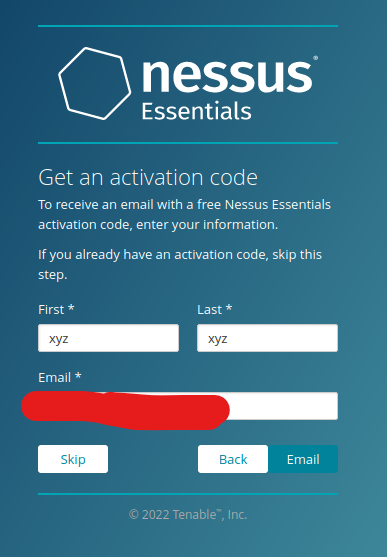 nessus®
Essentials
Get an activation code
To receive an email with a free Nessus Essentials
activation code, enter your information.
If you already have an activation code, skip this
step.
First * Last *
xyz xyz
Email *
Skip Back Email
© 2022 Tenable™, Inc.